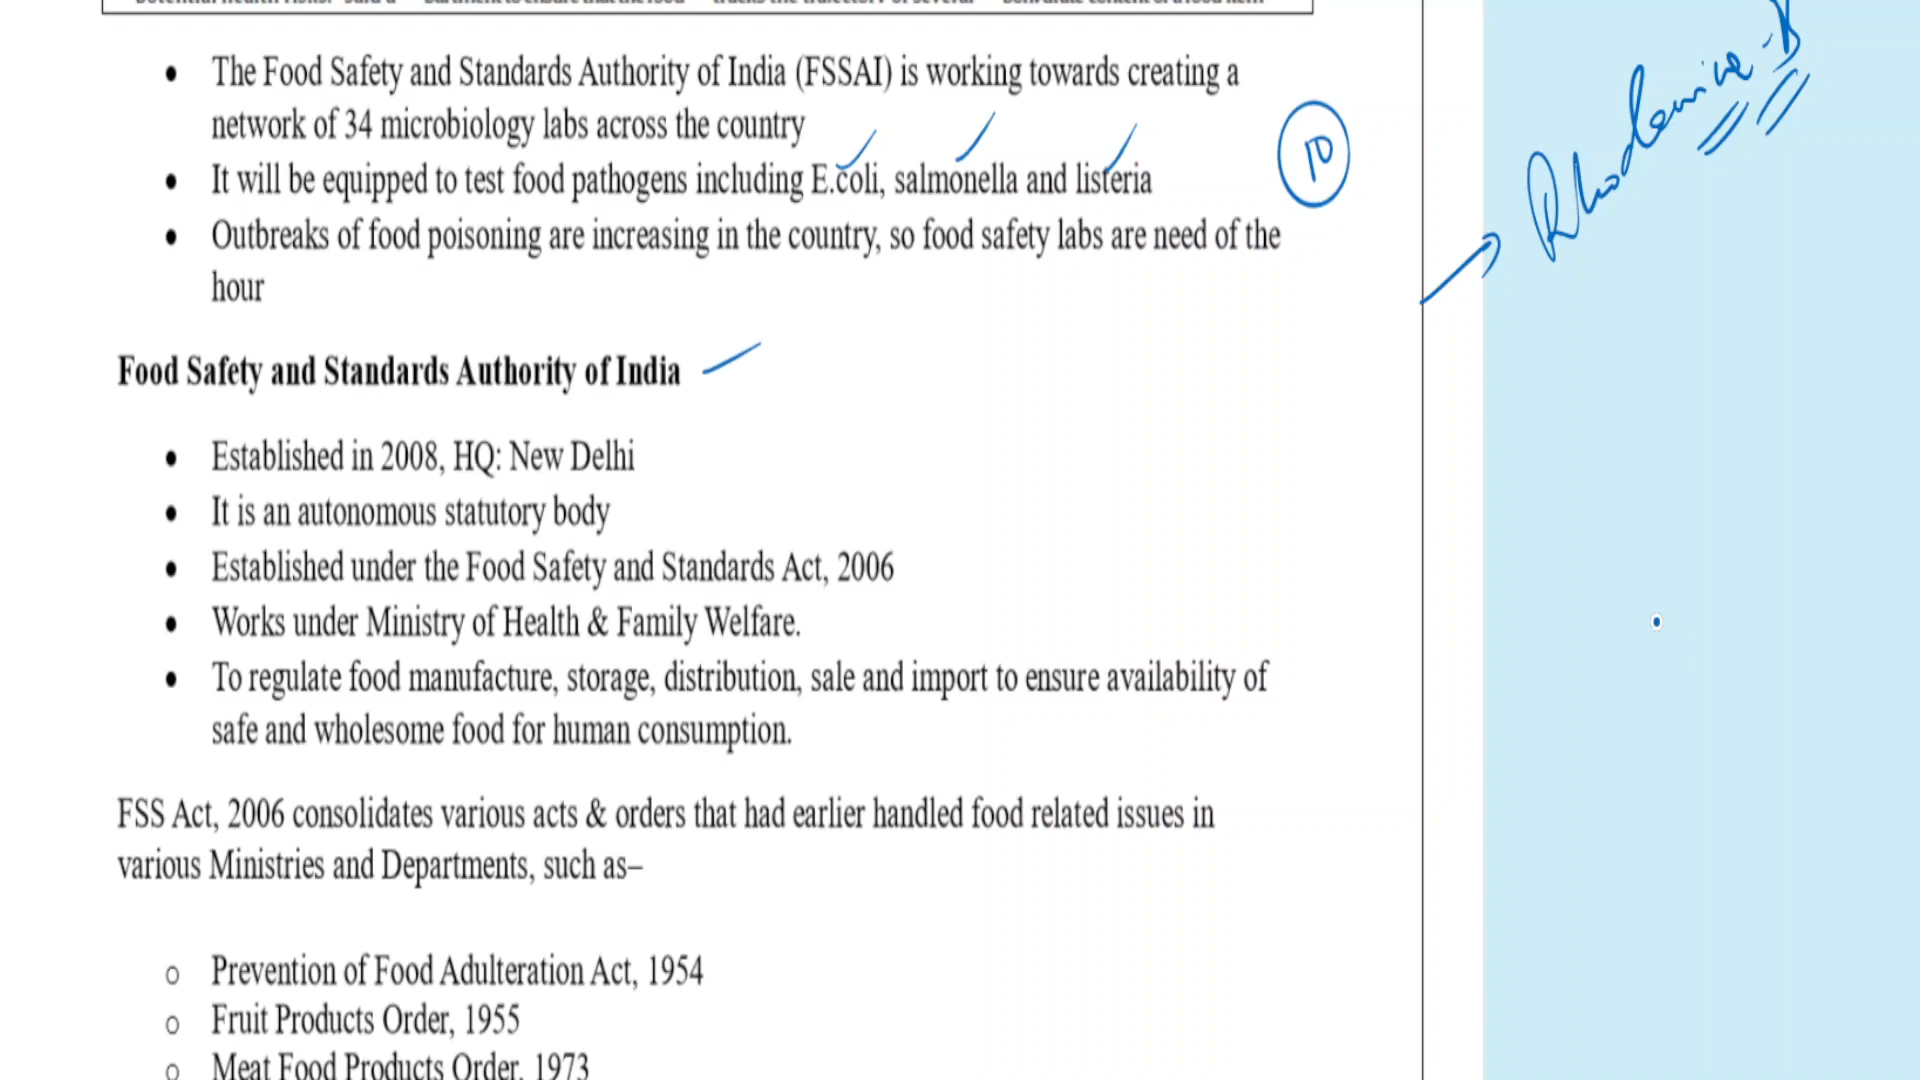 The Food Safety and Standards Authority of India (FSSAI) is working towards creating a
network of 34 microbiology labs across the country
It will be equipped to test food pathogens including E.coli, salmonella and listeria
10
Rhodamine-B
Outbreaks of food poisoning are increasing in the country, so food safety labs are need of the
hour
Food Safety and Standards Authority of India
Established in 2008, HQ: New Delhi
It is an autonomous statutory body
Established under the Food Safety and Standards Act, 2006
Works under Ministry of Health & Family Welfare.
To regulate food manufacture, storage, distribution, sale and import to ensure availability of
safe and wholesome food for human consumption.
FSS Act, 2006 consolidates various acts & orders that had earlier handled food related issues in
various Ministries and Departments, such as–
Prevention of Food Adulteration Act, 1954
Fruit Products Order, 1955
Meat Food Products Order, 1973